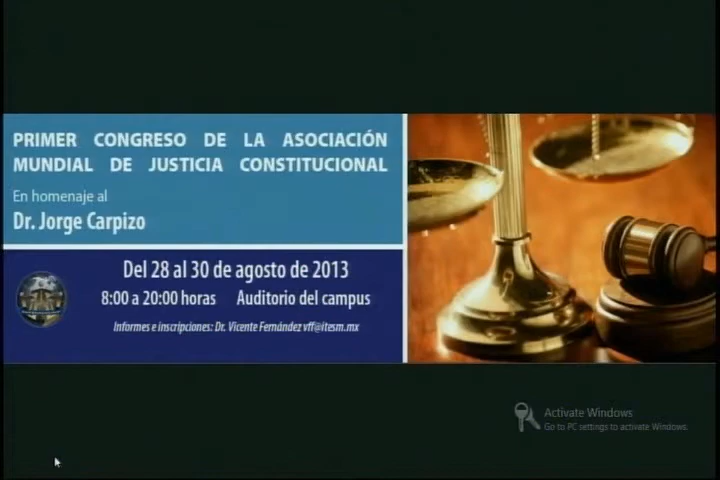 PRIMER CONGRESO DE LA ASOCIACIÓN
MUNDIAL DE JUSTICIA CONSTITUCIONAL
En homenaje al
Dr. Jorge Carpizo
Del 28 al 30 de agosto de 2013
8:00 a 20:00 horas Auditorio del campus
Informes e inscripciones: Dr. Vicente Fernández vff@itesm.mx
Activate Windows
Go to PC settings to activate Windows.